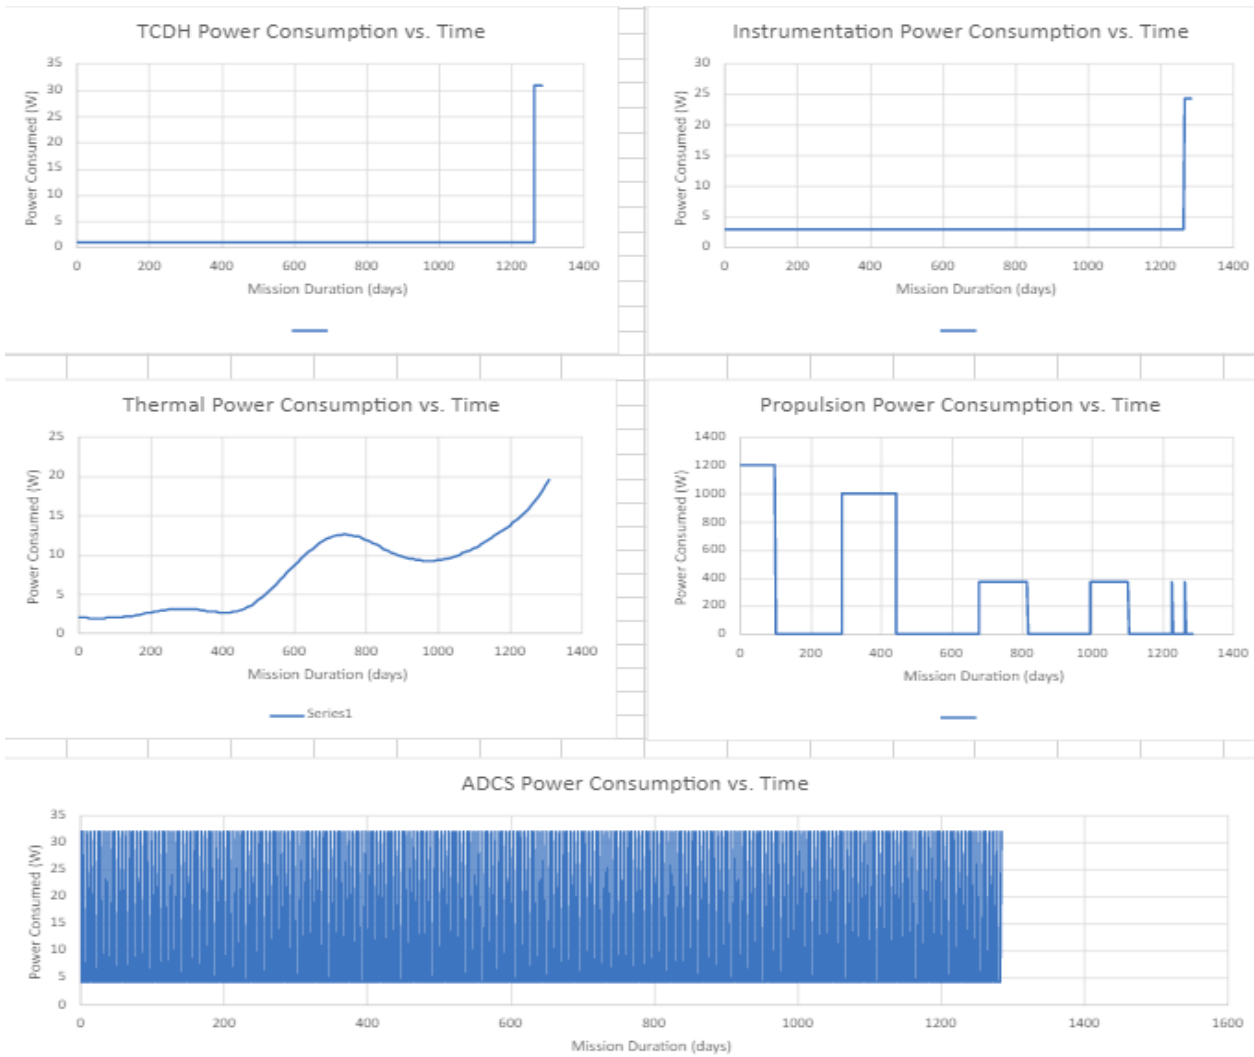 TCDH Power Consumption vs. Time
Power Consumed (W)
35
30
25
20
15
10
5
0
0 200 400 600 800 1000 1200 1400
Mission Duration (days)
Instrumentation Power Consumption vs. Time
Power Consumed (W)
30
25
20
15
10
5
0
0 200 400 600 800 1000 1200 1400
Mission Duration (days)
Thermal Power Consumption vs. Time
Power Consumed (W)
25
20
15
10
5
0
0 200 400 600 800 1000 1200 1400
Mission Duration (days)
Series1
Propulsion Power Consumption vs. Time
Power Consumed (W)
1400
1200
1000
800
600
400
200
0
0 200 400 600 800 1000 1200 1400
Mission Duration (days)
ADCS Power Consumption vs. Time
Power Consumed (W)
35
30
25
20
15
10
5
0
0 200 400 600 800 1000 1200 1400 1600
Mission Duration (days)